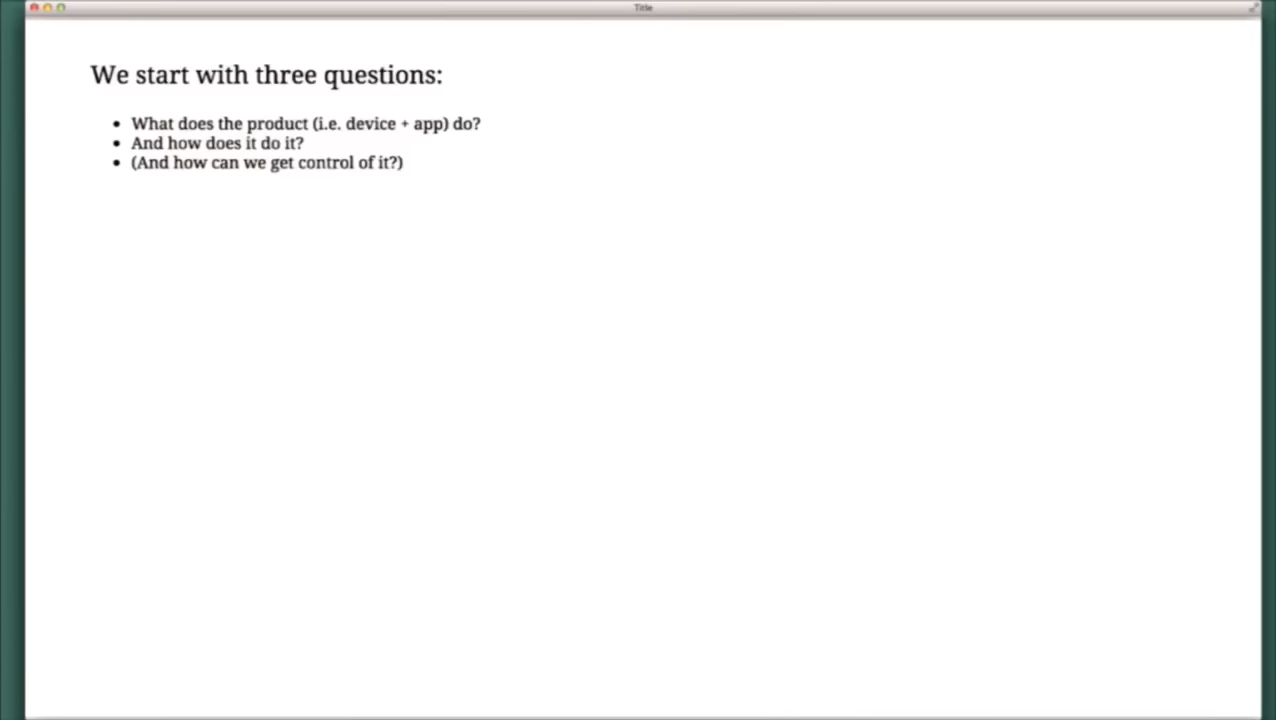 Title
We start with three questions:
• What does the product (i.e. device + app) do?
• And how does it do it?
• (And how can we get control of it?)